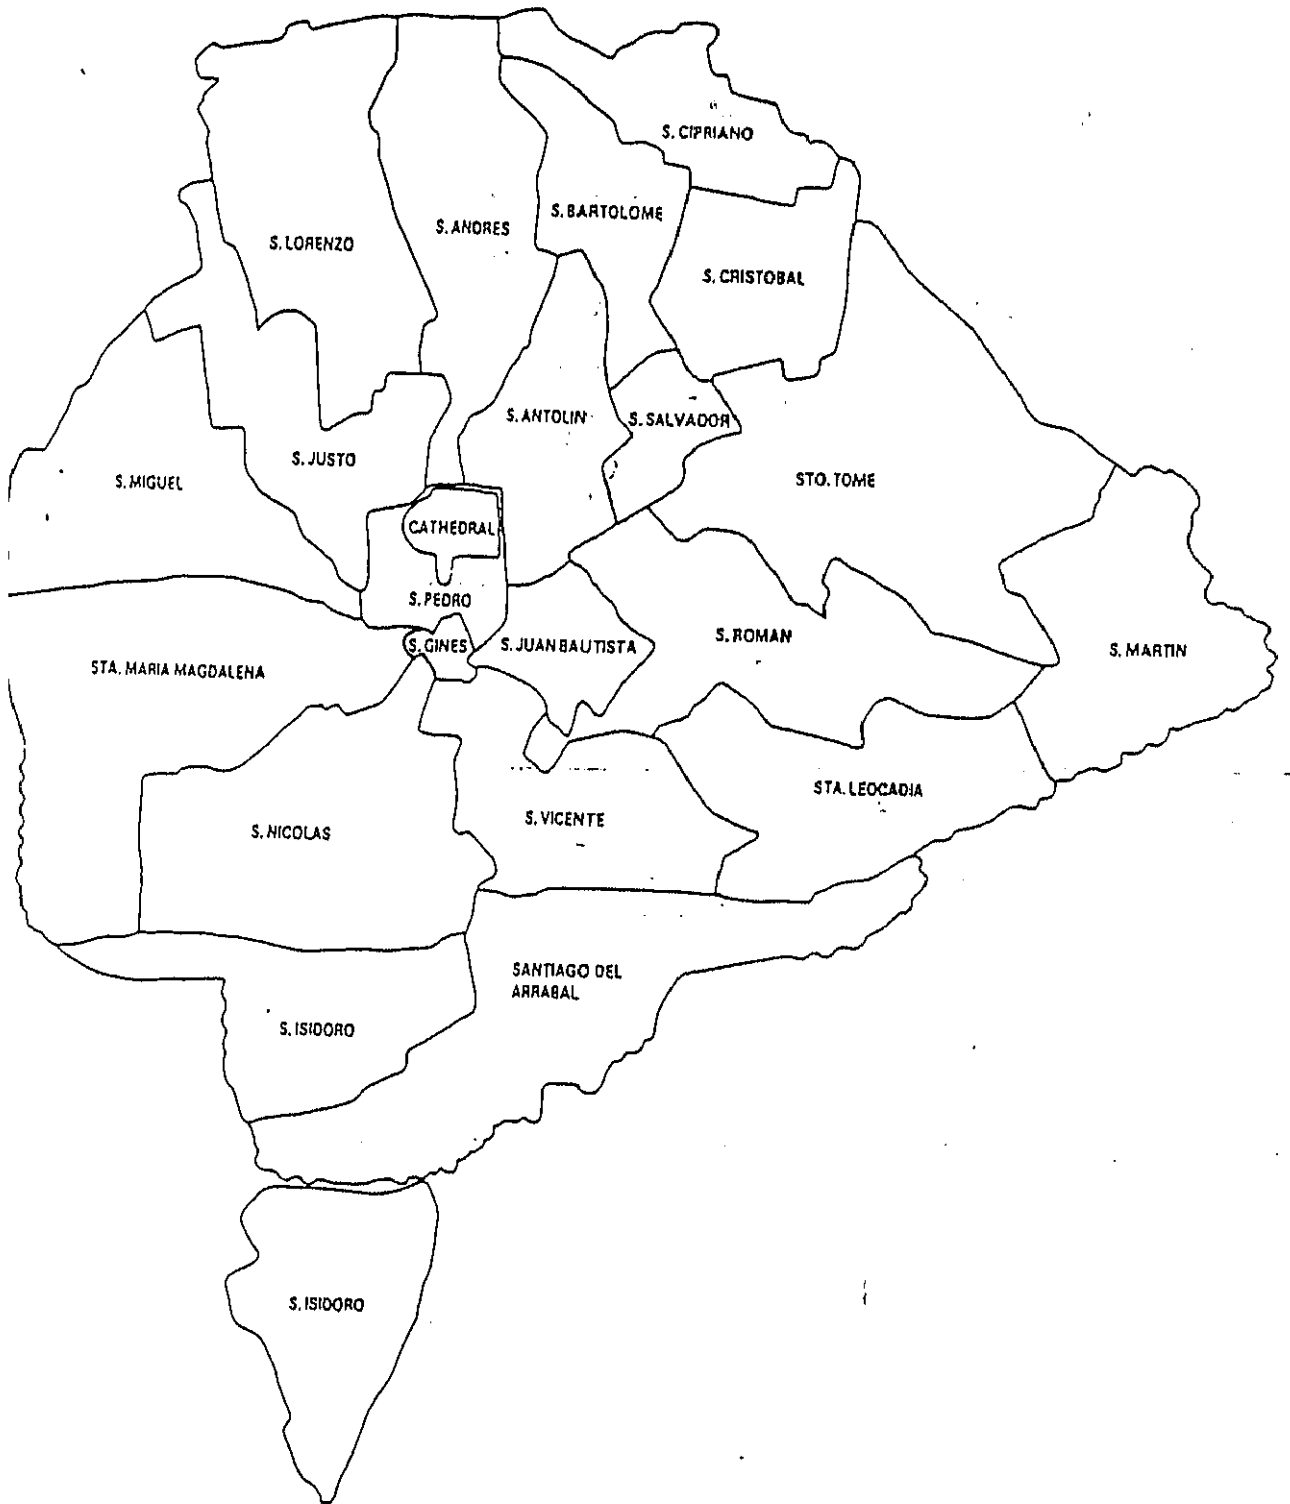 S. CIPRIANO
S. BARTOLOME
S. ANDRES
S. LORENZO
S. CRISTOBAL
S. ANTOLIN
S. SALVADOR
S. JUSTO
S. MIGUEL
STO. TOME
CATHEDRAL
S. PEDRO
S. GINES
S. JUAN BAUTISTA
S. ROMAN
S. MARTIN
STA. MARIA MAGDALENA
STA. LEOCADIA
S. VICENTE
S. NICOLAS
SANTIAGO DEL
ARRABAL
S. ISIDORO
S. ISIDORO